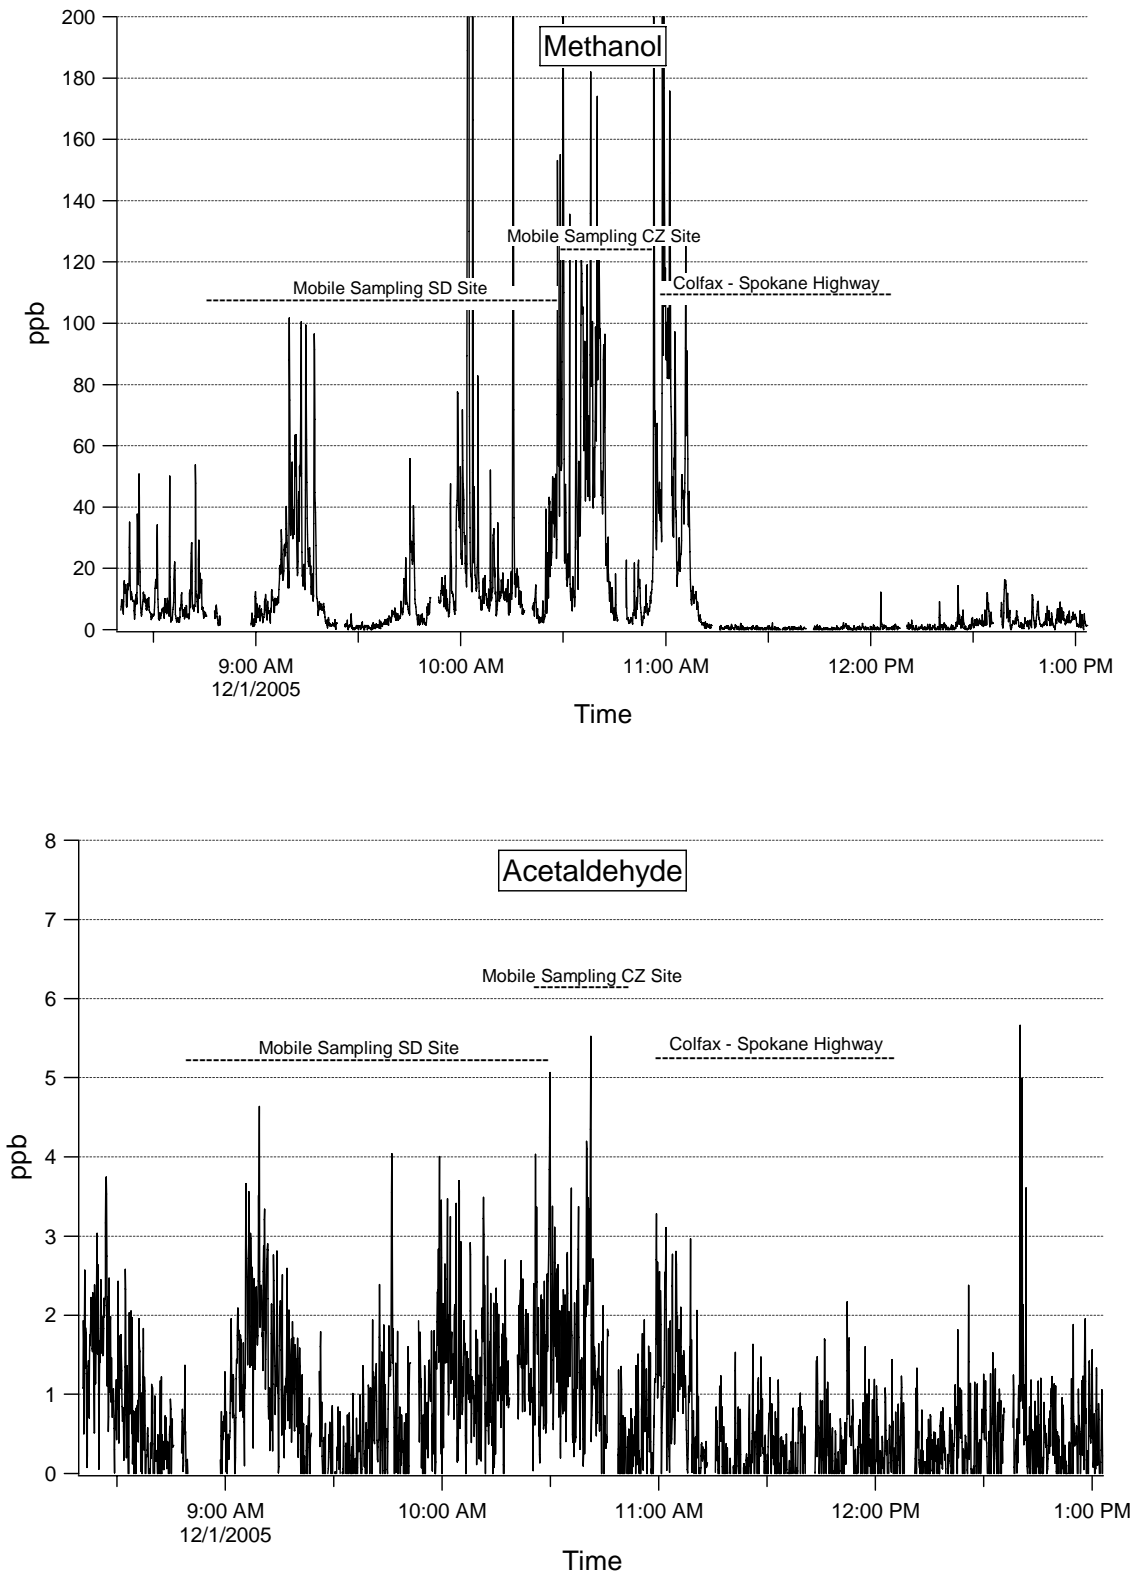 200
Methanol
180
160
140
Mobile Sampling CZ Site
120
Mobile Sampling SD Site
Colfax - Spokane Highway
100
ppb
80
60
40
20
0
9:00 AM
10:00 AM
11:00 AM
12:00 PM
1:00 PM
12/1/2005
Time
8
Acetaldehyde
7
Mobile Sampling CZ Site
6
Mobile Sampling SD Site
Colfax - Spokane Highway
5
4
ppb
3
2
1
0
9:00 AM
10:00 AM
11:00 AM
12:00 PM
1:00 PM
12/1/2005
Time